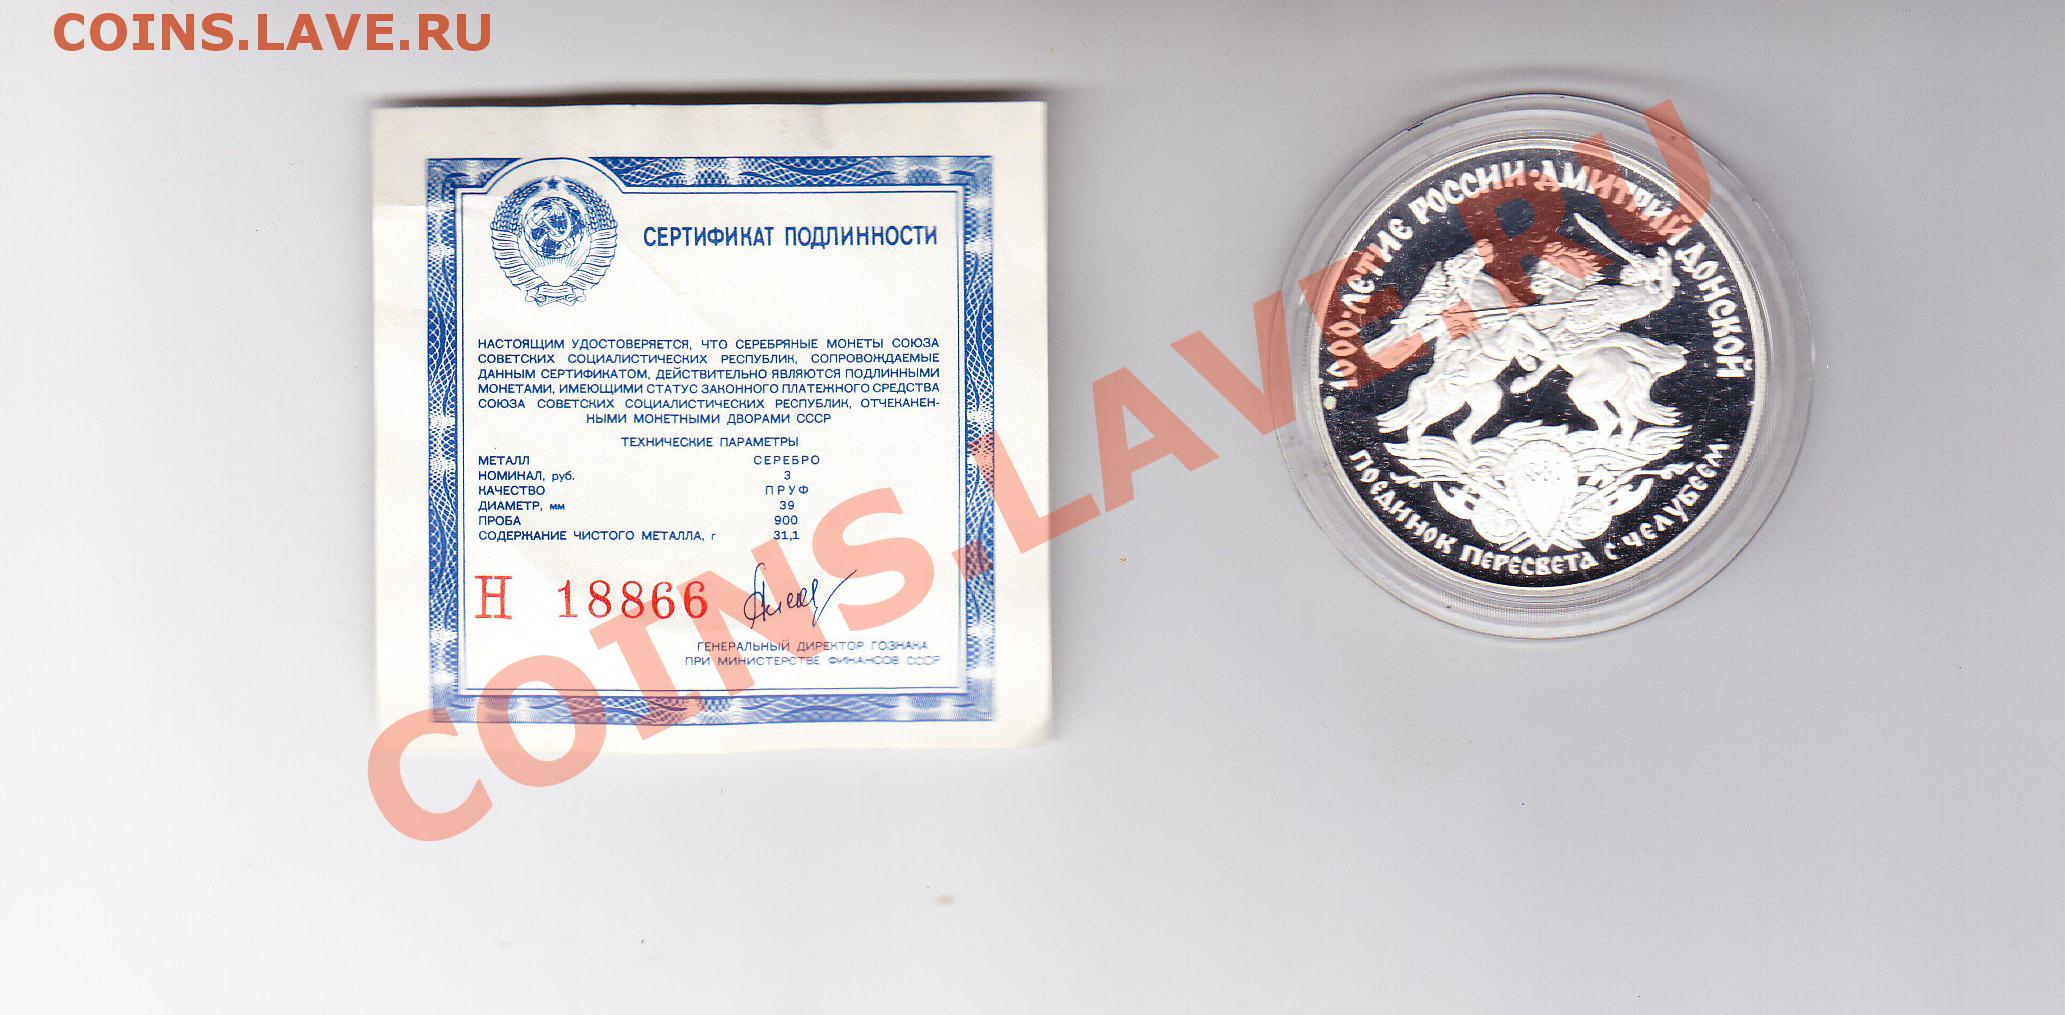 COINS.LAVE.RU
СЕРТИФИКАТ ПОДЛИННОСТИ
НАСТОЯЩИМ УДОСТОВЕРЯЕТСЯ, ЧТО СЕРЕБРЯНЫЕ МОНЕТЫ СОЮЗА
СОВЕТСКИХ СОЦИАЛИСТИЧЕСКИХ РЕСПУБЛИК, СОПРОВОЖДАЕМЫЕ
ДАННЫМ СЕРТИФИКАТОМ, ДЕЙСТВИТЕЛЬНО ЯВЛЯЮТСЯ ПОДЛИННЫМИ
МОНЕТАМИ, ИМЕЮЩИМИ СТАТУС ЗАКОННОГО ПЛАТЕЖНОГО СРЕДСТВА
СОЮЗА СОВЕТСКИХ СОЦИАЛИСТИЧЕСКИХ РЕСПУБЛИК, ОТЧЕКАНЕН-
НЫМИ МОНЕТНЫМИ ДВОРАМИ СССР
ТЕХНИЧЕСКИЕ ПАРАМЕТРЫ
МЕТАЛЛ СЕРЕБРО
НОМИНАЛ, руб. 3
КАЧЕСТВО ПРУФ
ДИАМЕТР, мм 39
ПРОБА 900
СОДЕРЖАНИЕ ЧИСТОГО МЕТАЛЛА, г 31,1
Н 18866
ГЕНЕРАЛЬНЫЙ ДИРЕКТОР ГОЗНАКА
ПРИ МИНИСТЕРСТВЕ ФИНАНСОВ СССР
1000-ЛЕТИЕ РОССИИ·ДМИТРИЙ ДОНСКОЙ
ПОЕДИНОК ПЕРЕСВЕТА С ЧЕЛУБЕЕМ
COINS.LAVE.RU